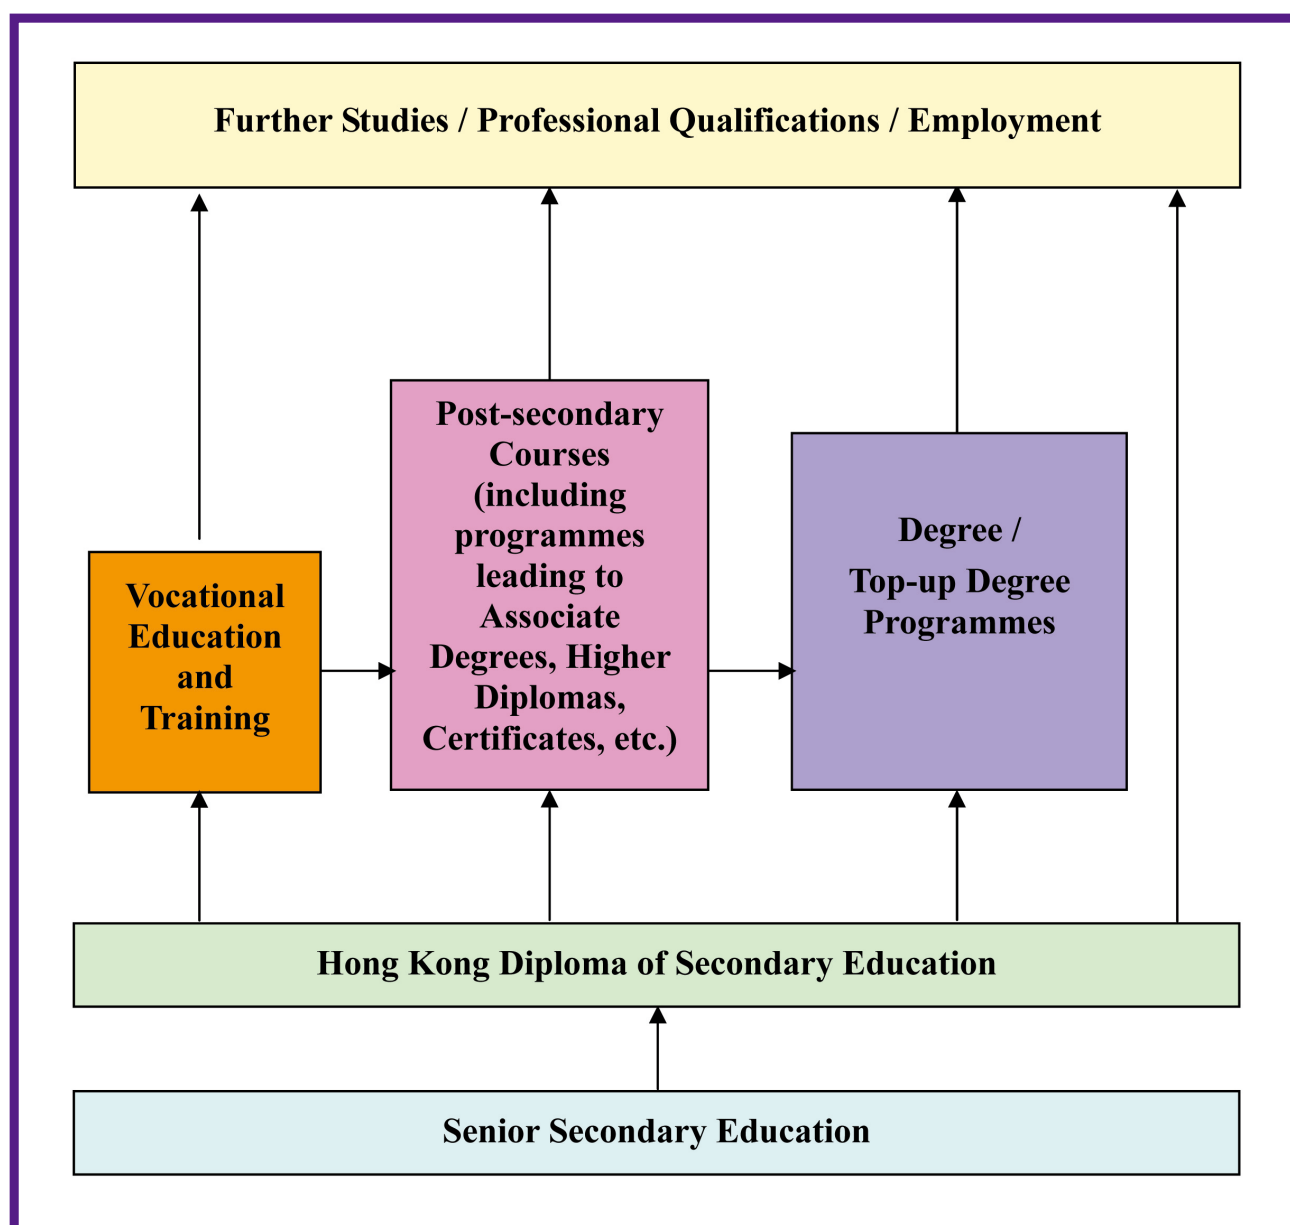 Further Studies / Professional Qualifications / Employment
Post-secondary
Courses
(including
programmes
leading to
Associate
Degrees, Higher
Diplomas,
Certificates, etc.)
Degree /
Top-up Degree
Programmes
Vocational
Education
and
Training
Hong Kong Diploma of Secondary Education
Senior Secondary Education